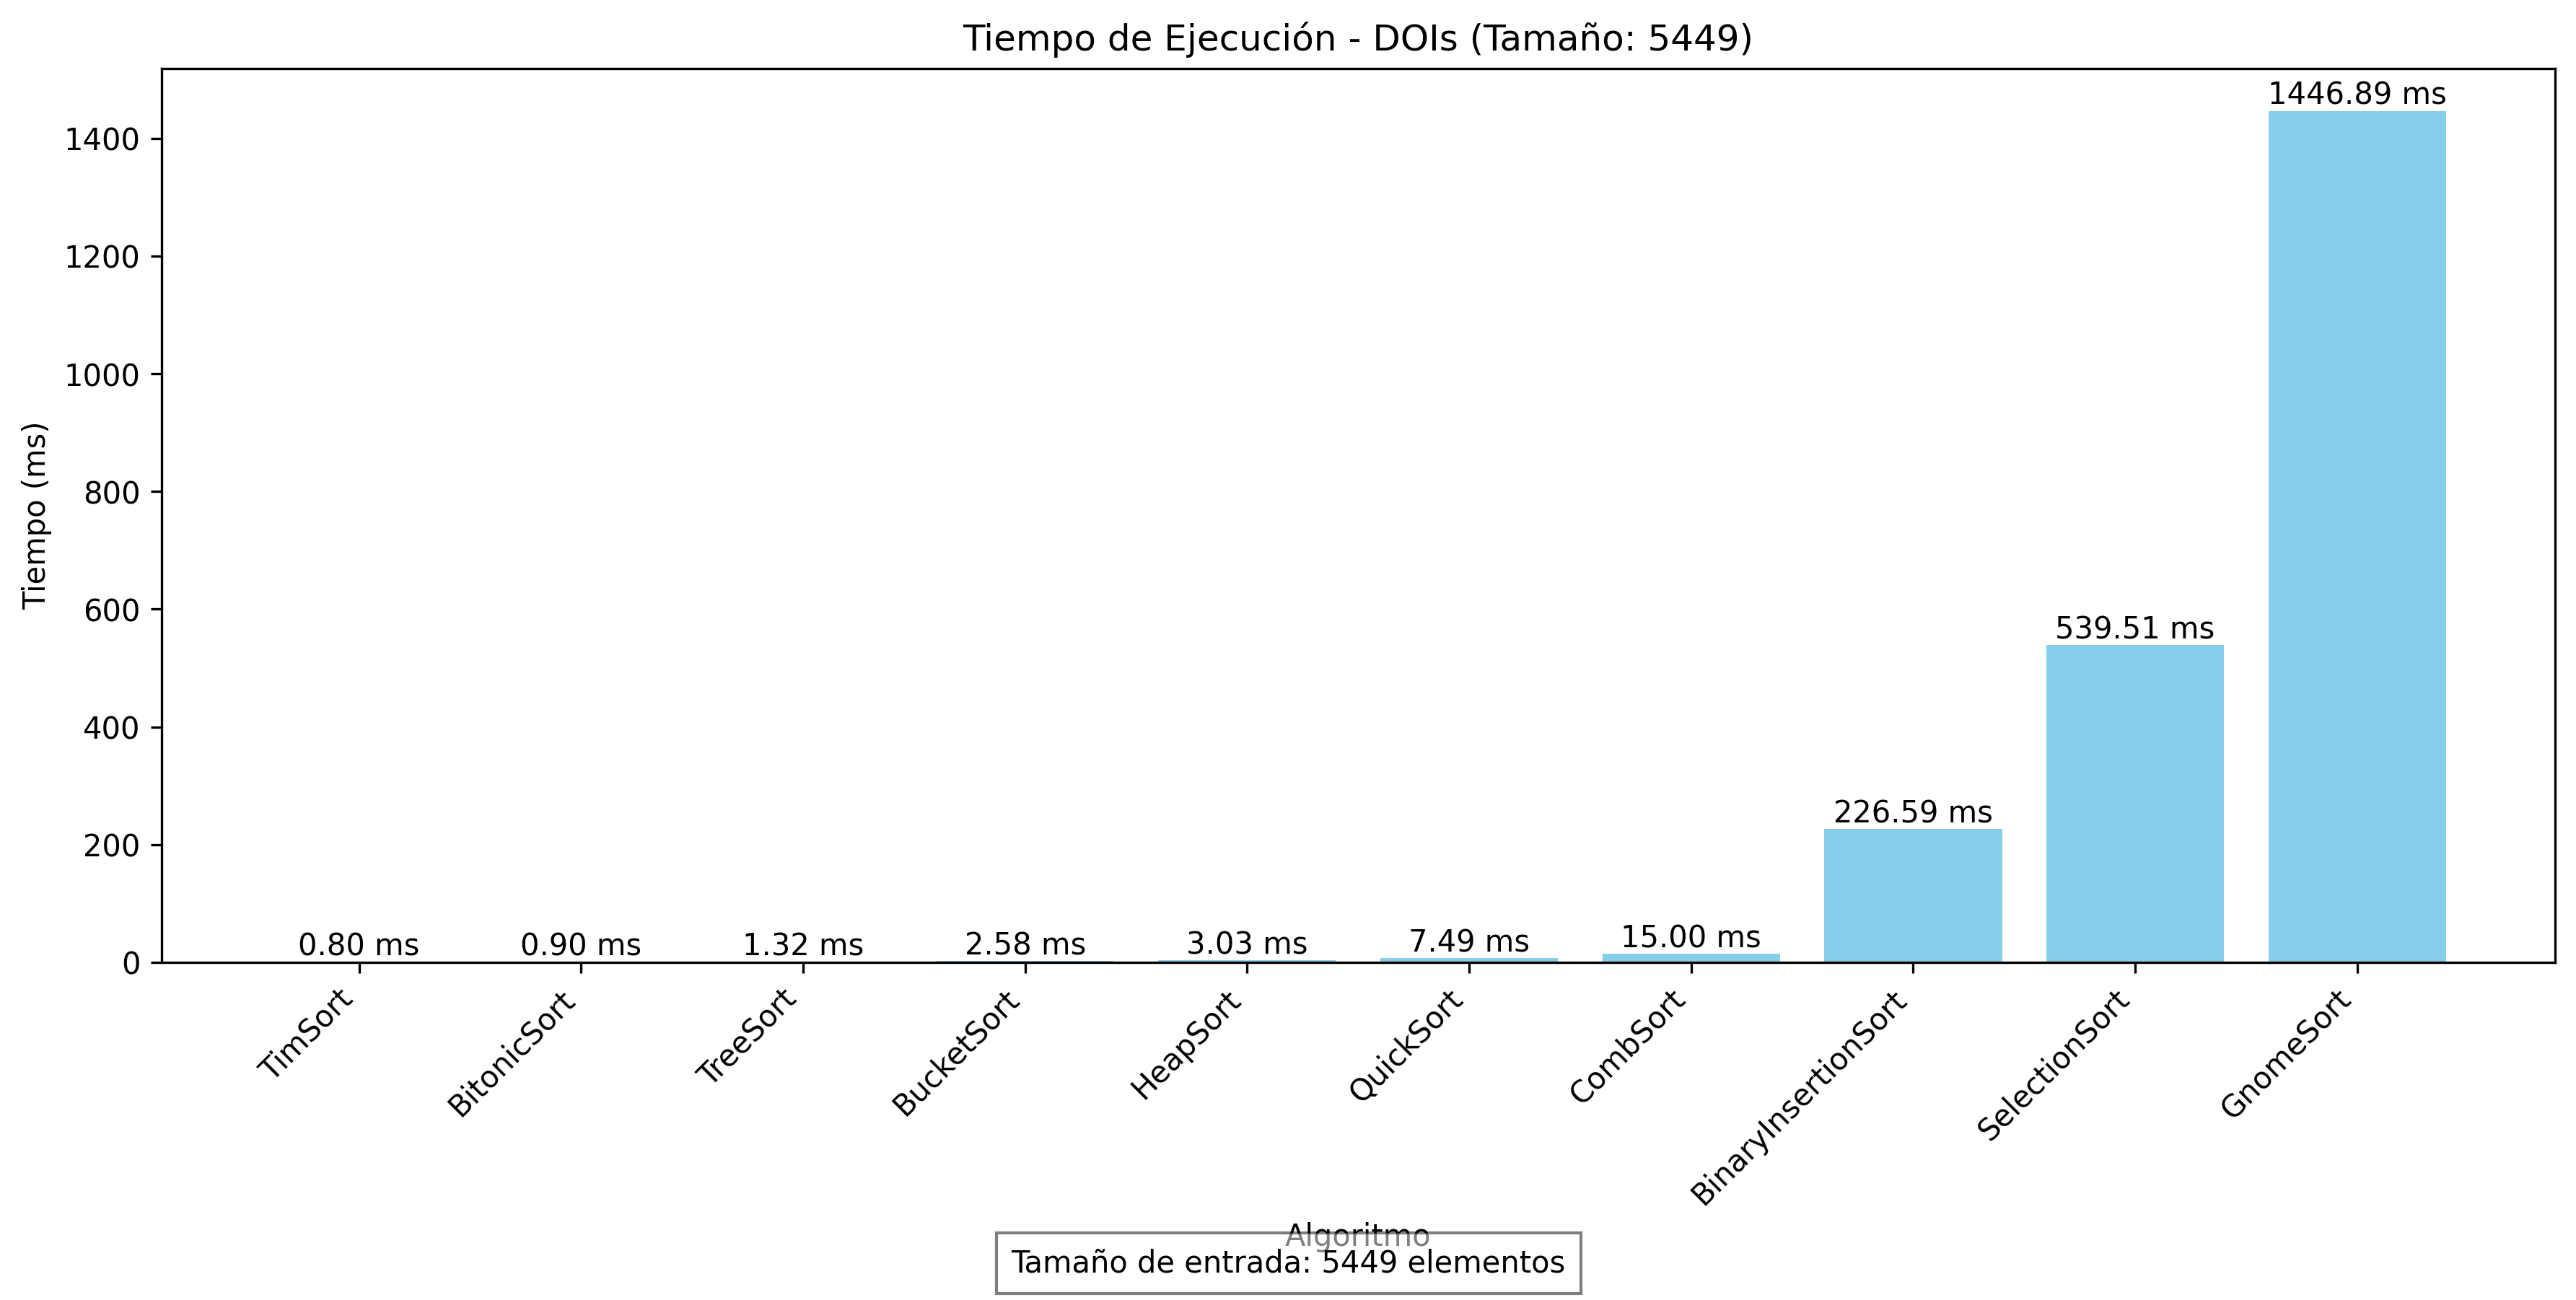 Tiempo de Ejecución - DOIs (Tamaño: 5449)
Tiempo (ms)
1400
1200
1000
800
600
400
200
0
0.80 ms
0.90 ms
1.32 ms
2.58 ms
3.03 ms
7.49 ms
15.00 ms
226.59 ms
539.51 ms
1446.89 ms
TimSort
BitonicSort
TreeSort
BucketSort
HeapSort
QuickSort
CombSort
BinaryInsertionSort
SelectionSort
GnomeSort
Algoritmo
Tamaño de entrada: 5449 elementos